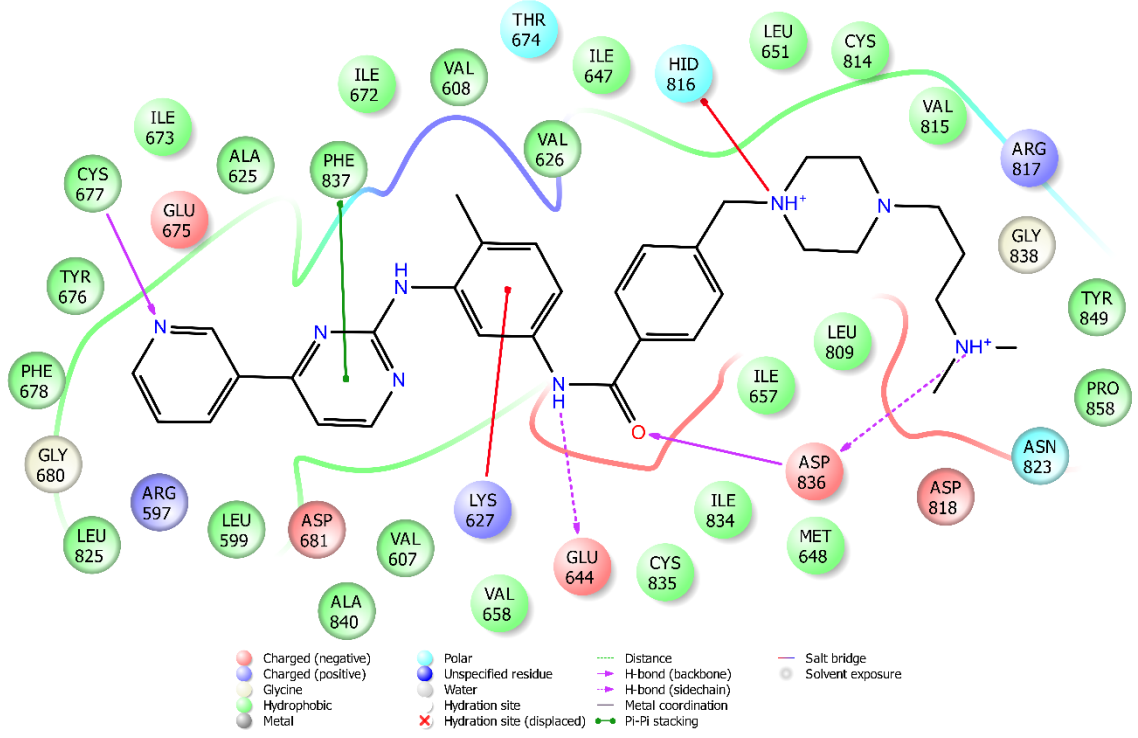 THR
674
LEU
651
CYS
814
ILE
647
HID
816
VAL
608
ILE
672
VAL
815
ILE
673
VAL
626
ARG
817
ALA
625
PHE
837
CYS
677
GLU
675
NH+
N
GLY
838
TYR
676
H
N
TYR
849
N
N
LEU
809
NH+
PHE
678
N
ILE
657
PRO
858
N
H
O
GLY
680
ASP
836
ASN
823
ARG
597
LYS
627
ASP
818
LEU
825
LEU
599
ASP
681
ILE
834
VAL
607
MET
648
GLU
644
CYS
835
ALA
840
VAL
658
Charged (negative)
Charged (positive)
Glycine
Hydrophobic
Metal
Polar
Unspecified residue
Water
Hydration site
Hydration site (displaced)
Distance
H-bond (backbone)
H-bond (sidechain)
Metal coordination
Pi-Pi stacking
Salt bridge
Solvent exposure